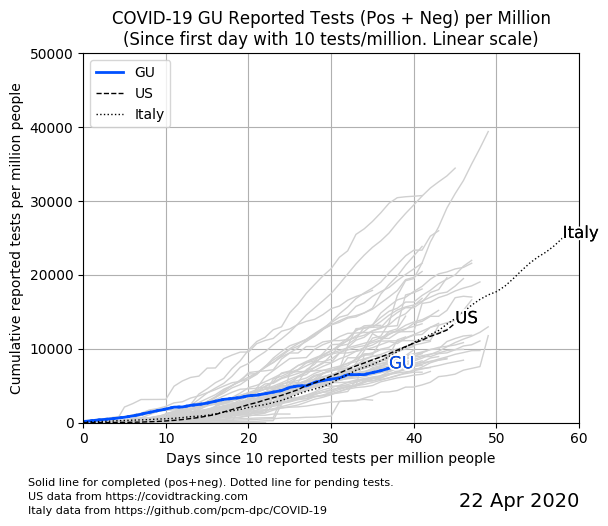 COVID-19 GU Reported Tests (Pos + Neg) per Million
(Since first day with 10 tests/million. Linear scale)
Cumulative reported tests per million people
50000
40000
30000
20000
10000
0
GU
US
Italy
Italy
US
GU
0 10 20 30 40 50 60
Days since 10 reported tests per million people
Solid line for completed (pos+neg). Dotted line for pending tests.
US data from https://covidtracking.com
Italy data from https://github.com/pcm-dpc/COVID-19
22 Apr 2020